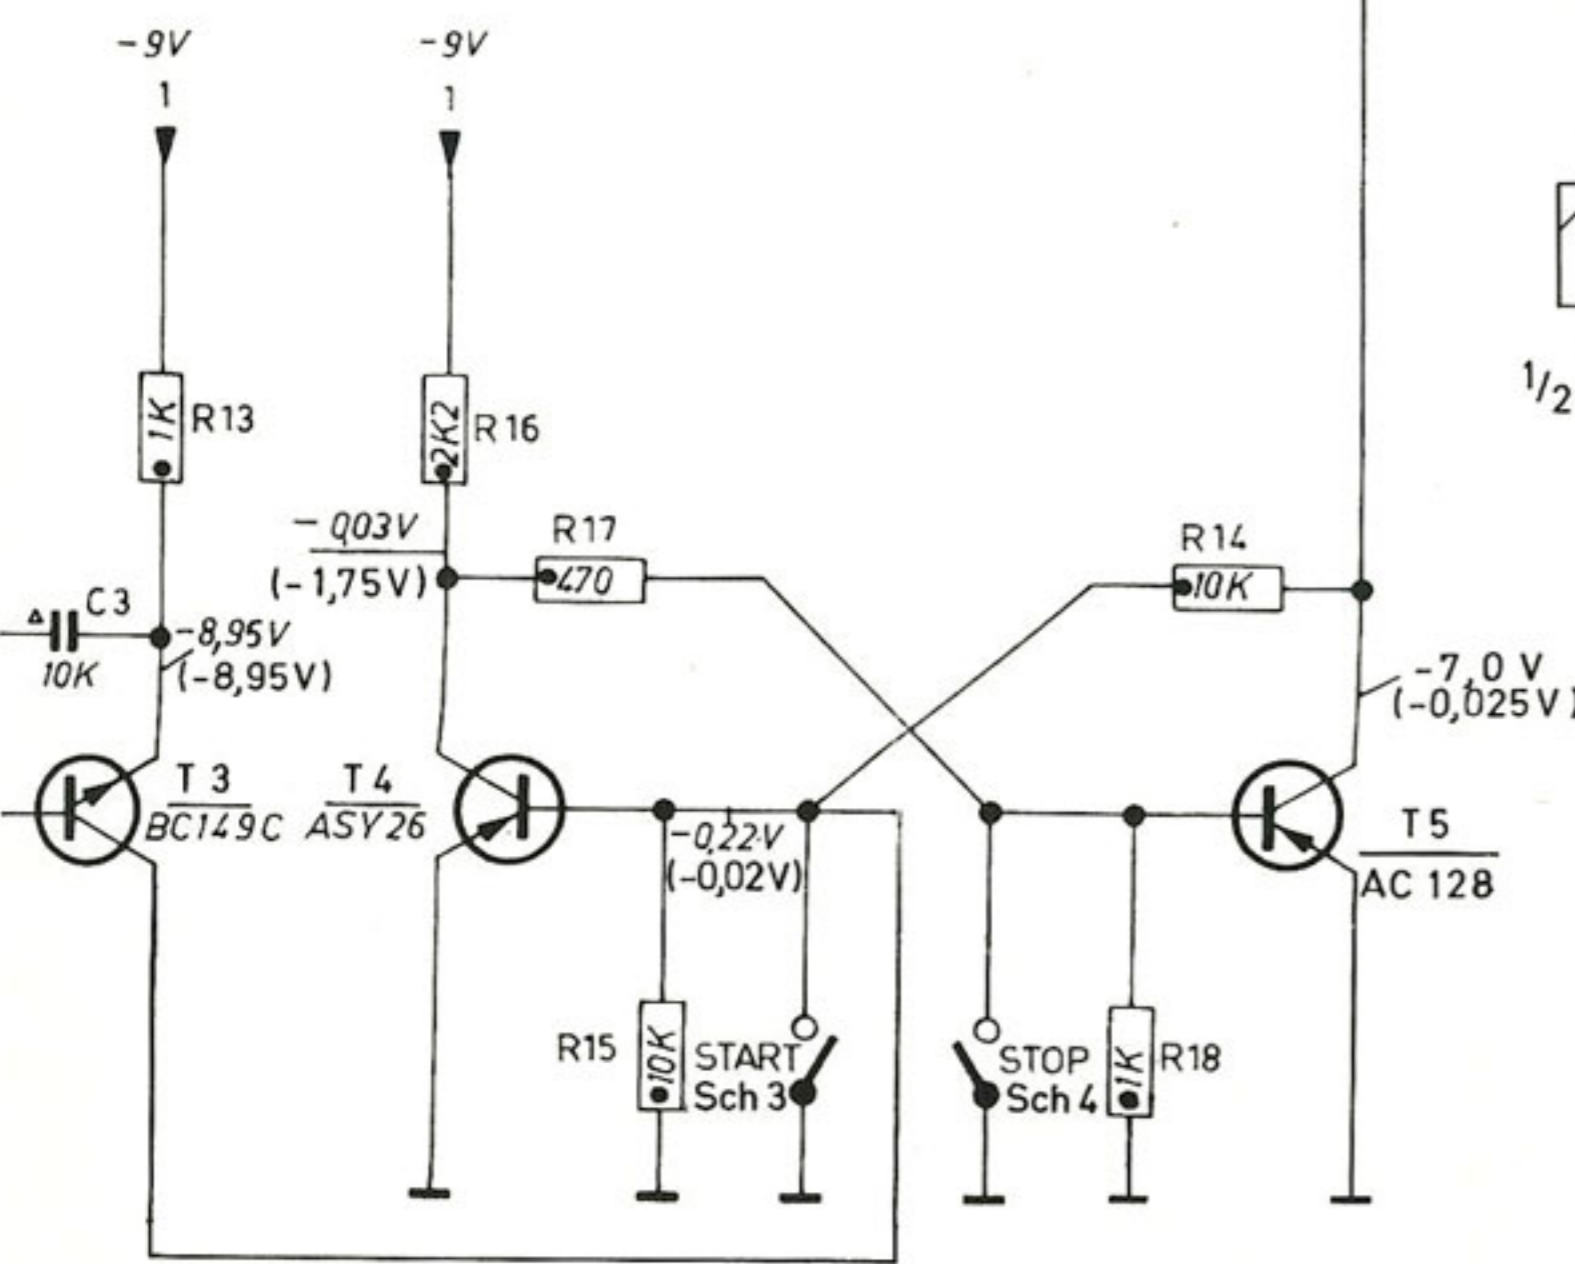 -9V
-9V
1
1
1K
R13
2K2
R16
1/2
- 0,03V
(-1,75V)
R17
470
R14
10K
C3
10K
-8,95V
(-8,95V)
-7,0 V
(-0,025V)
T3
BC149C
T4
ASY26
-0,22V
(-0,02V)
T5
AC 128
R15
10K
START
Sch 3
STOP
Sch 4
1K
R18